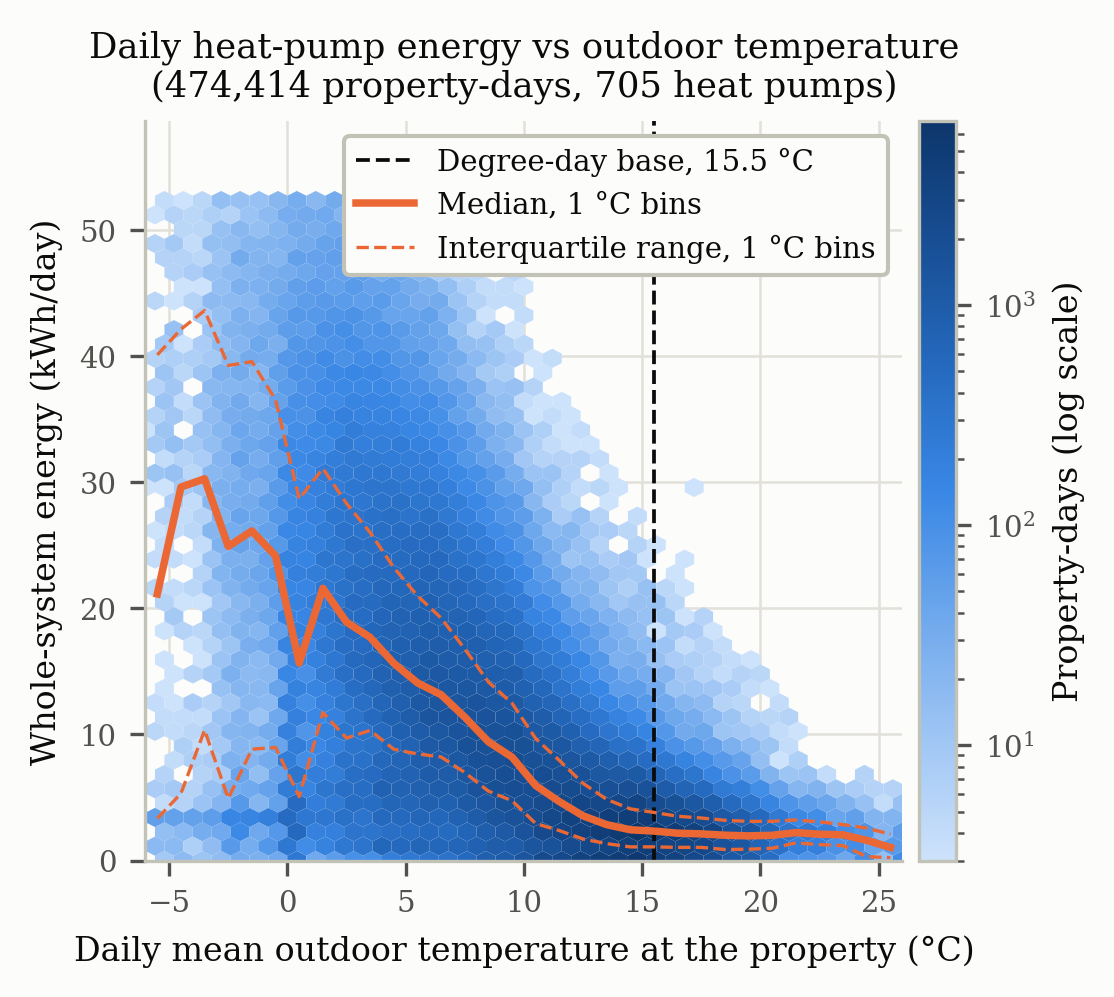 Daily heat-pump energy vs outdoor temperature
(474,414 property-days, 705 heat pumps)
Degree-day base, 15.5 °C
Median, 1 °C bins
Interquartile range, 1 °C bins
Whole-system energy (kWh/day)
50
40
30
20
10
0
−5
0
5
10
15
20
25
Daily mean outdoor temperature at the property (°C)
10³
10²
10¹
Property-days (log scale)